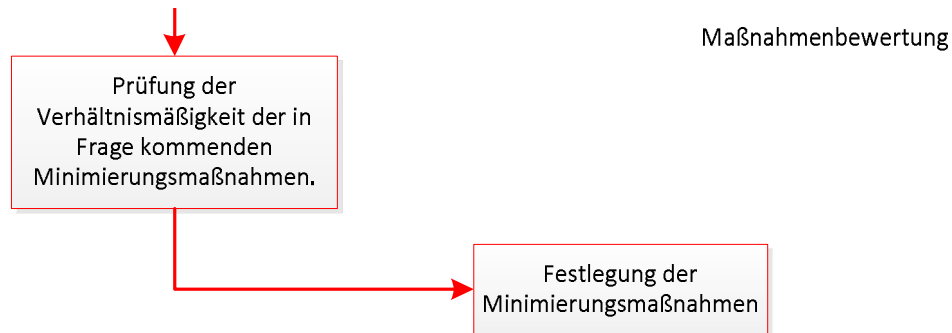 Maßnahmenbewertung
Prüfung der
Verhältnismäßigkeit der in
Frage kommenden
Minimierungsmaßnahmen.
Festlegung der
Minimierungsmaßnahmen